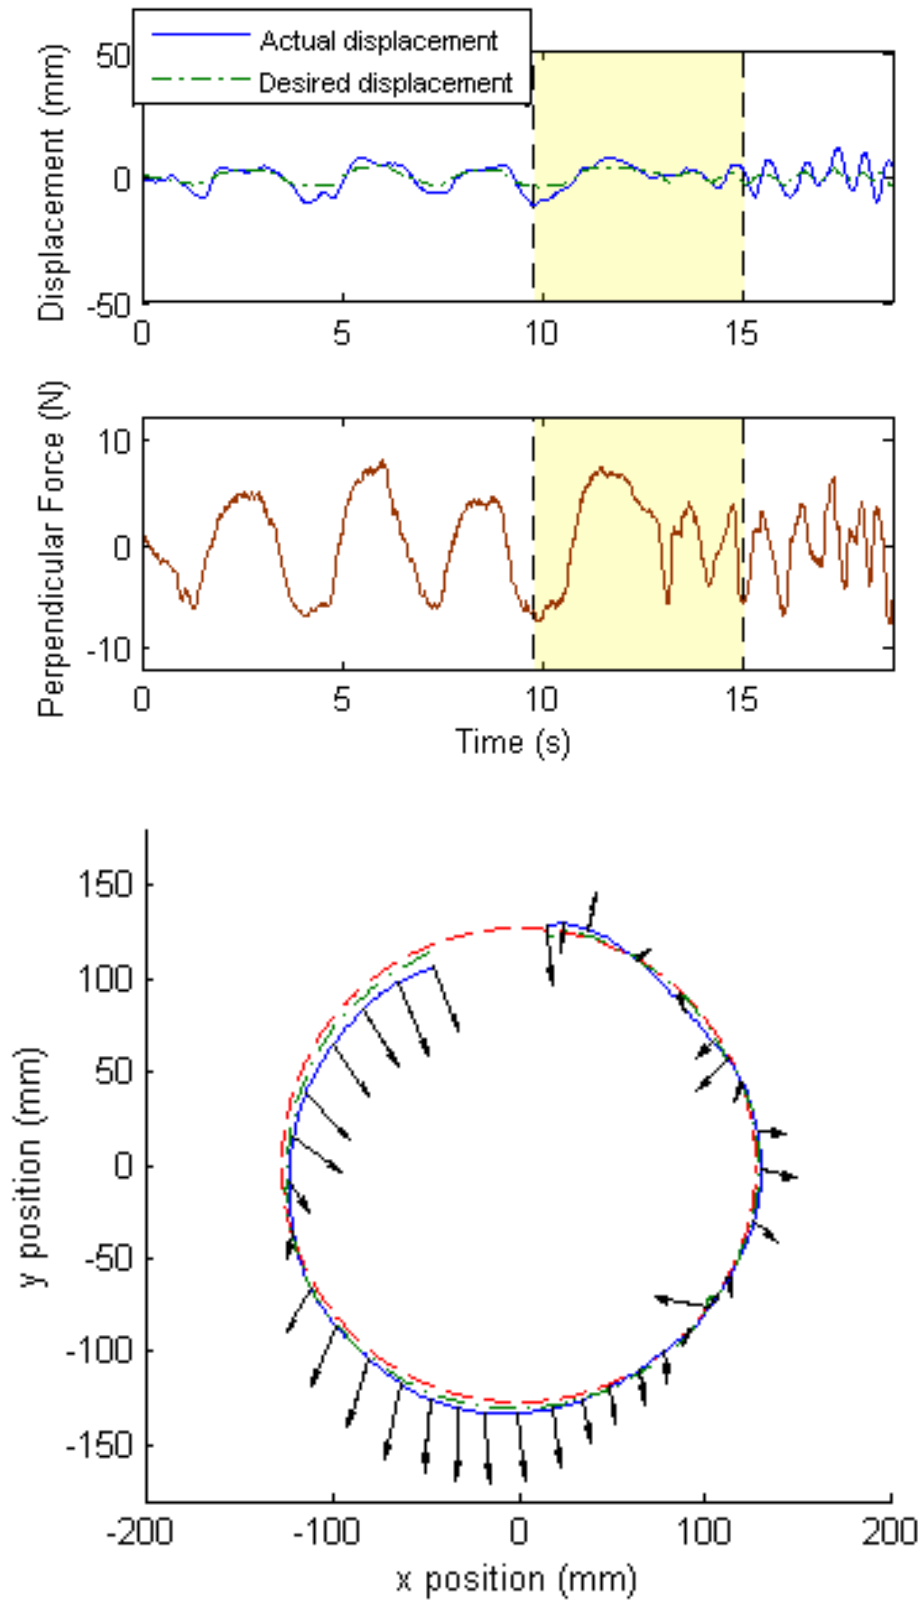 Actual displacement
Desired displacement
Displacement (mm)
50
0
-50
0 5 10 15
Perpendicular Force (N)
10
0
-10
0 5 10 15
Time (s)
y position (mm)
150
100
50
0
-50
-100
-150
-200 -100 0 100 200
x position (mm)